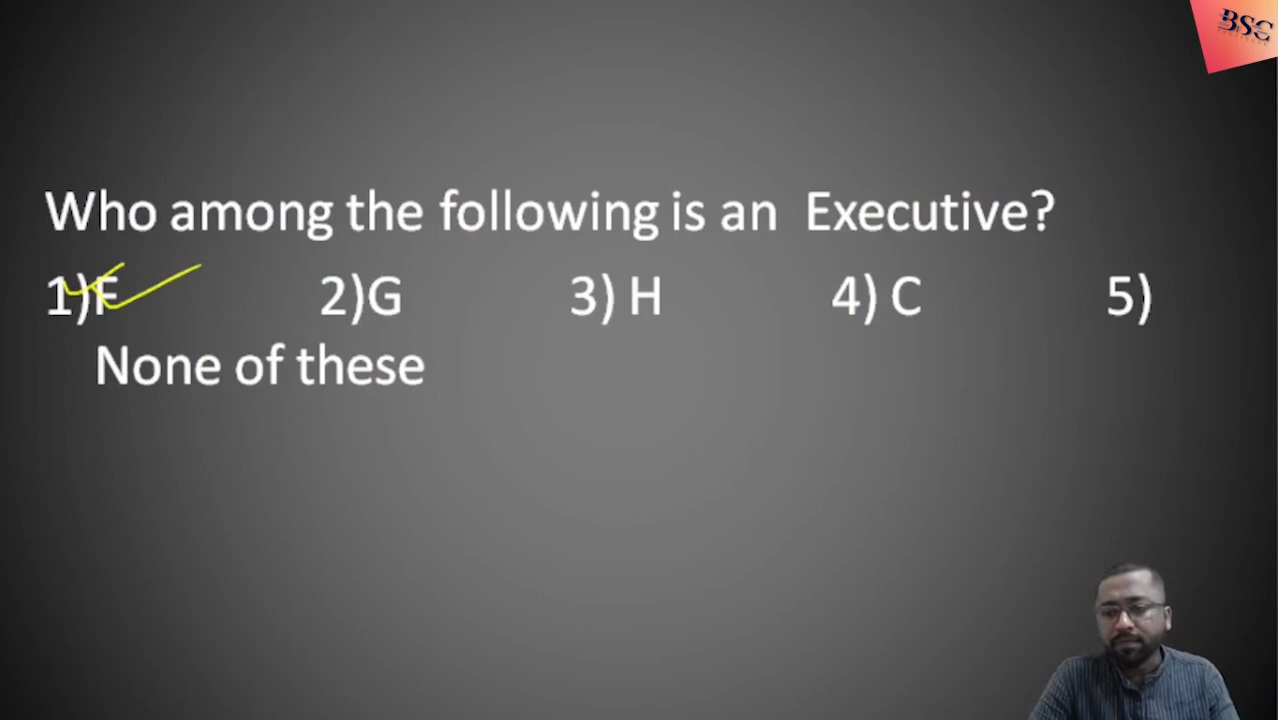 BSC
Who among the following is an Executive?
1)F 2)G 3) H 4) C 5)
None of these